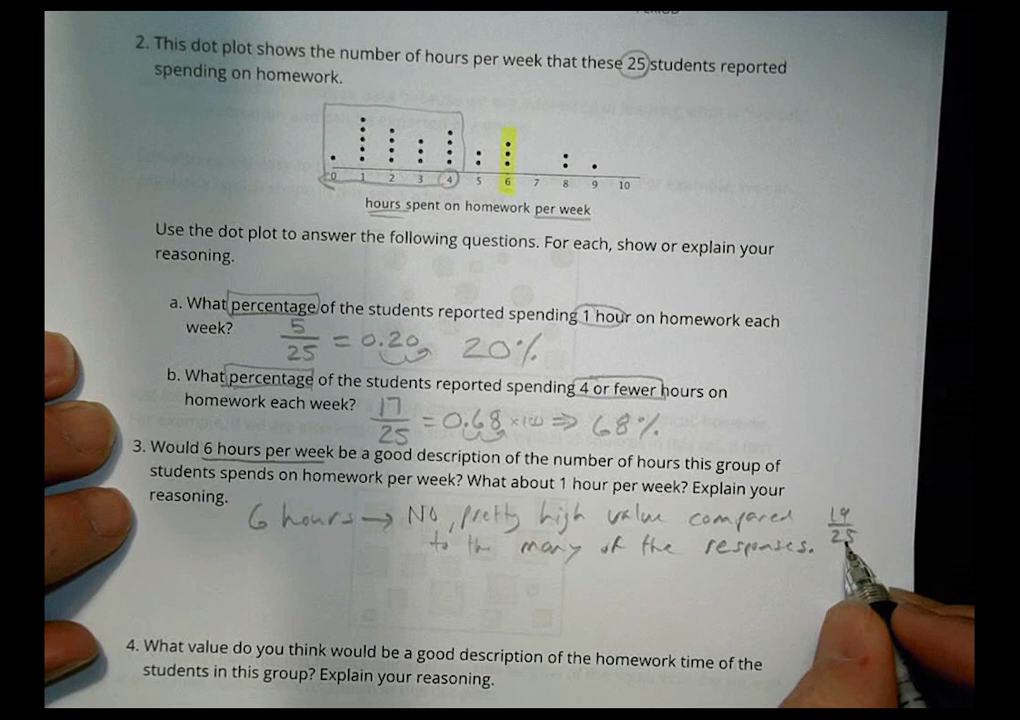 2. This dot plot shows the number of hours per week that these 25 students reported
spending on homework.
0 1 2 3 4 5 6 7 8 9 10
hours spent on homework per week
Use the dot plot to answer the following questions. For each, show or explain your
reasoning.
a. What percentage of the students reported spending 1 hour on homework each
week?
5/25 = 0.20 20%
b. What percentage of the students reported spending 4 or fewer hours on
homework each week?
17/25 = 0.68 x100 ⇒ 68%
3. Would 6 hours per week be a good description of the number of hours this group of
students spends on homework per week? What about 1 hour per week? Explain your
reasoning.
6 hours → No, pretty high value compared
to the many of the responses. 19/25
4. What value do you think would be a good description of the homework time of the
students in this group? Explain your reasoning.